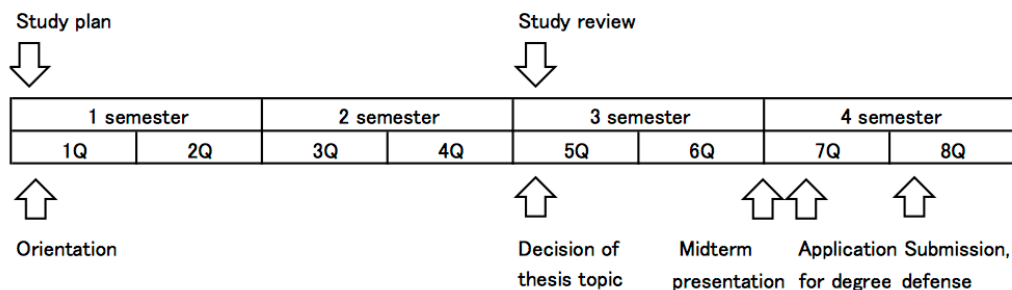 Study plan
Study review
1 semester 2 semester 3 semester 4 semester
1Q 2Q 3Q 4Q 5Q 6Q 7Q 8Q
Orientation
Decision of
thesis topic
Midterm
presentation
Application
for degree
Submission,
defense